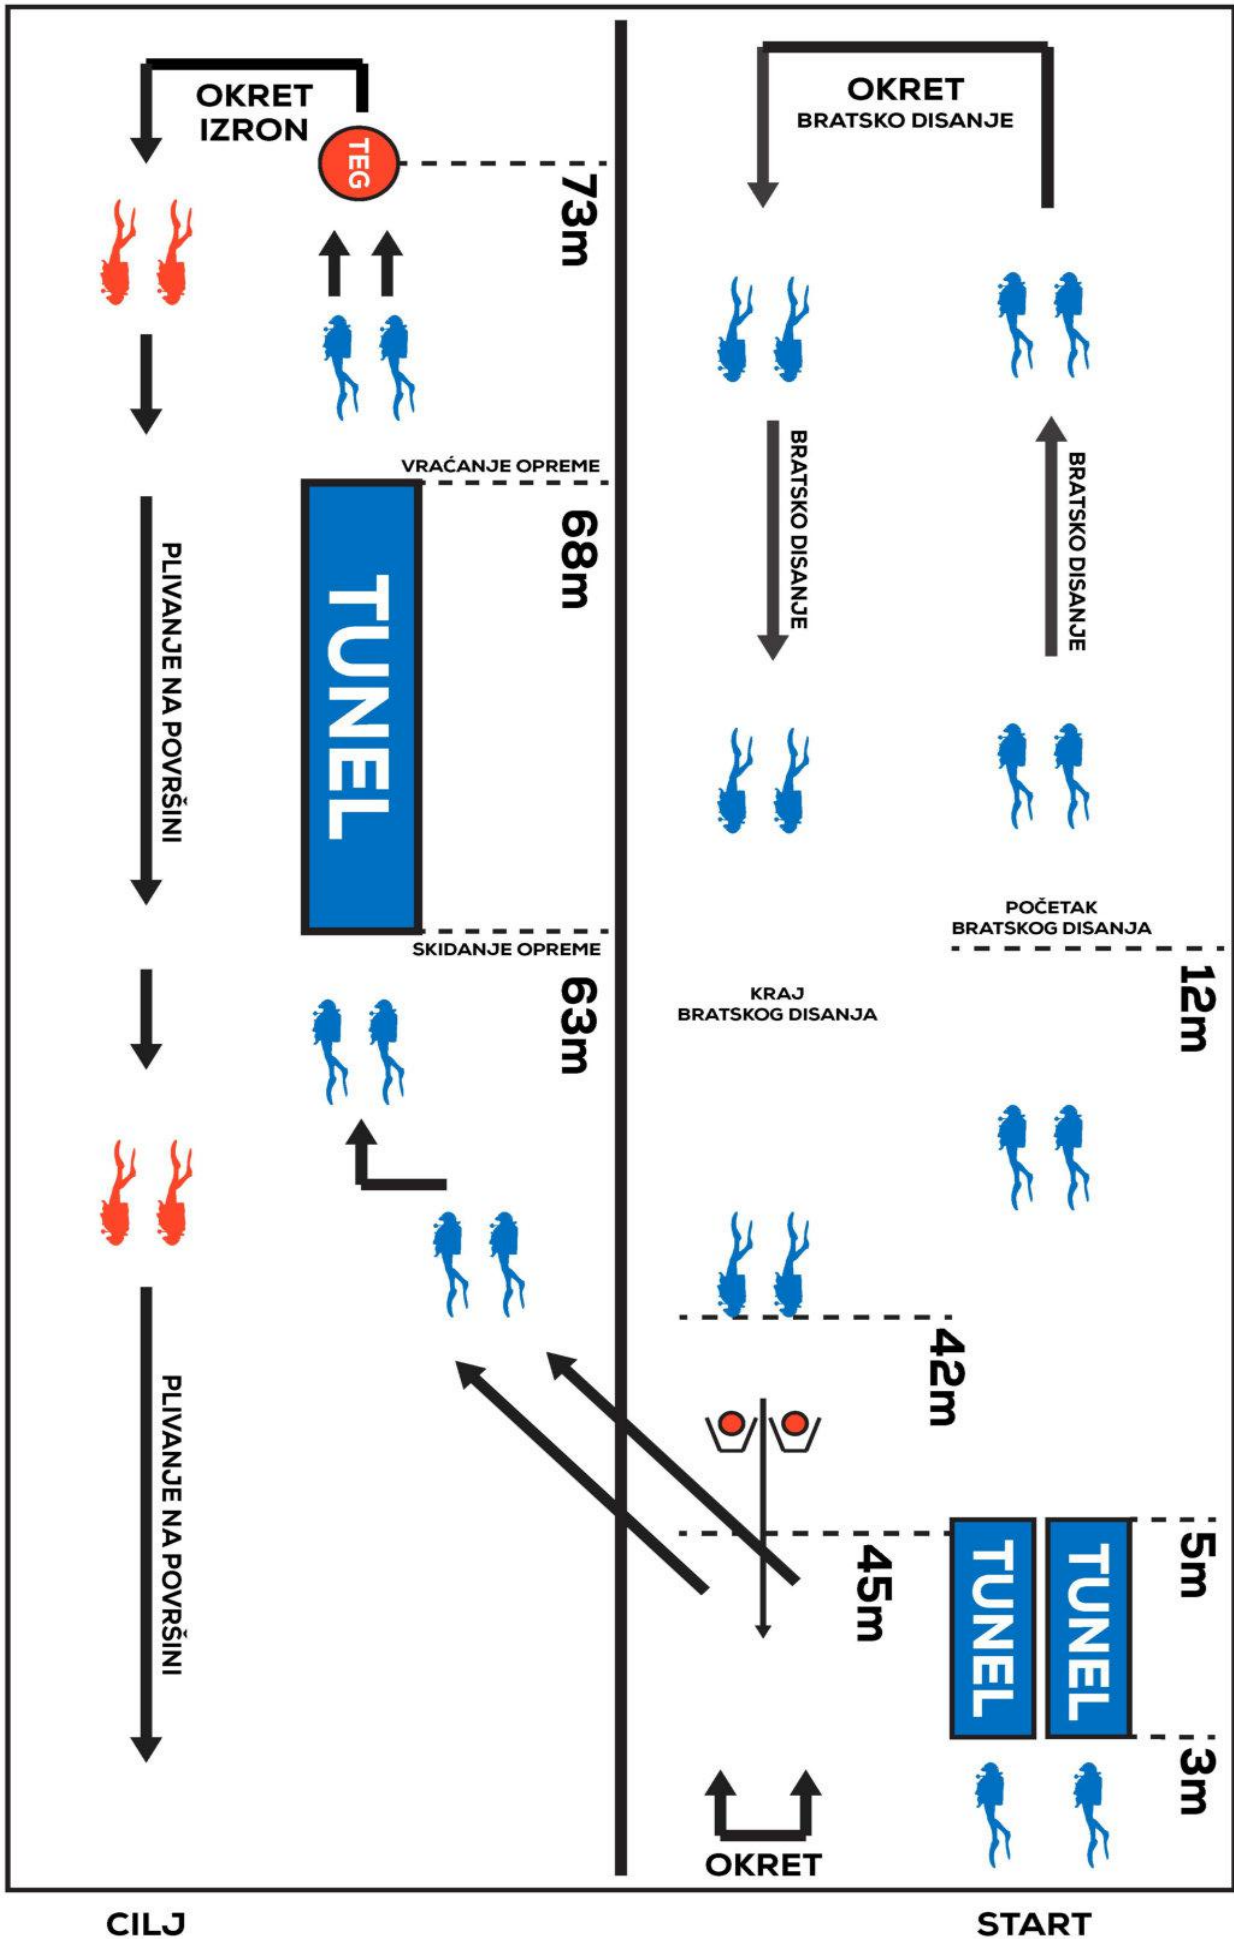 OKRET
IZRON
TEG
73m
VRAĆANJE OPREME
68m
TUNEL
PLIVANJE NA POVRŠINI
SKIDANJE OPREME
63m
PLIVANJE NA POVRŠINI
OKRET
BRATSKO DISANJE
BRATSKO DISANJE
BRATSKO DISANJE
POČETAK
BRATSKOG DISANJA
12m
KRAJ
BRATSKOG DISANJA
42m
45m
5m
TUNEL
TUNEL
3m
OKRET
CILJ
START